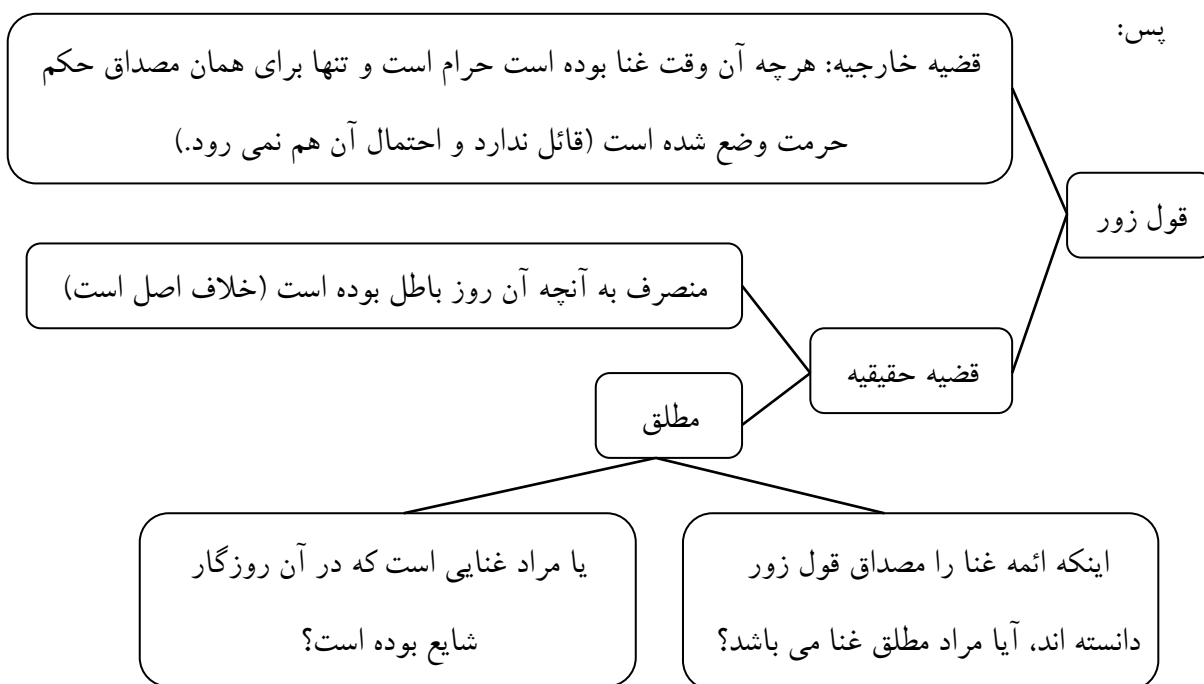 پس:
قضیه خارجیه: هرچه آن وقت غنا بوده است حرام است و تنها برای همان مصداق حکم
حرمت وضع شده است (قائل ندارد و احتمال آن هم نمی رود.)
قول زور
منصرف به آنچه آن روز باطل بوده است (خلاف اصل است)
قضیه حقیقیه
مطلق
اینکه ائمه غنا را مصداق قول زور
دانسته اند، آیا مراد مطلق غنا می باشد؟
یا مراد غنایی است که در آن روزگار
شایع بوده است؟